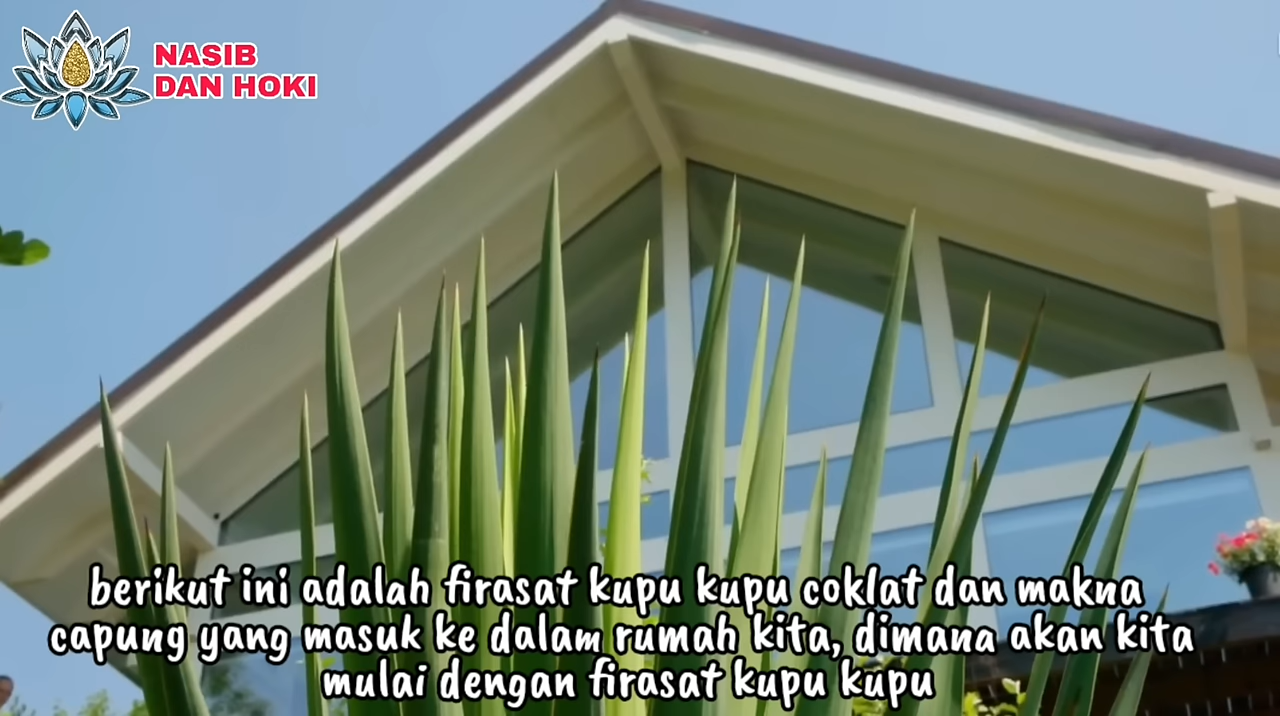 NASIB
DAN HOKI
berikut ini adalah firasat kupu kupu coklat dan makna
capung yang masuk ke dalam rumah kita, dimana akan kita
mulai dengan firasat kupu kupu